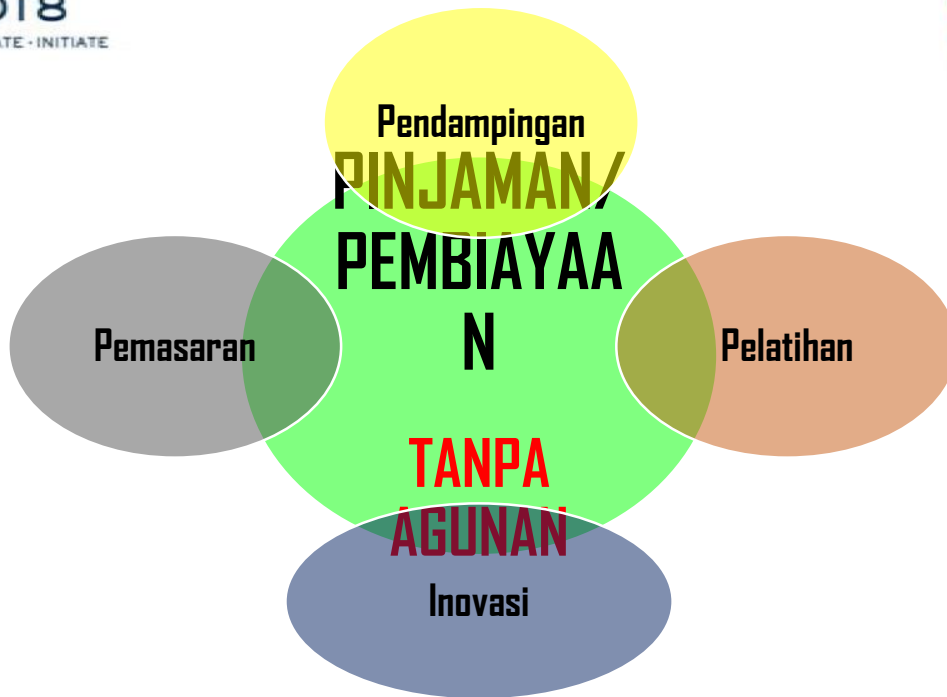 ATE - INITIATE
Pendampingan
PINJAMAN/
PEMBIAYAA
N
Pemasaran
Pelatihan
TANPA
AGUNAN
Inovasi